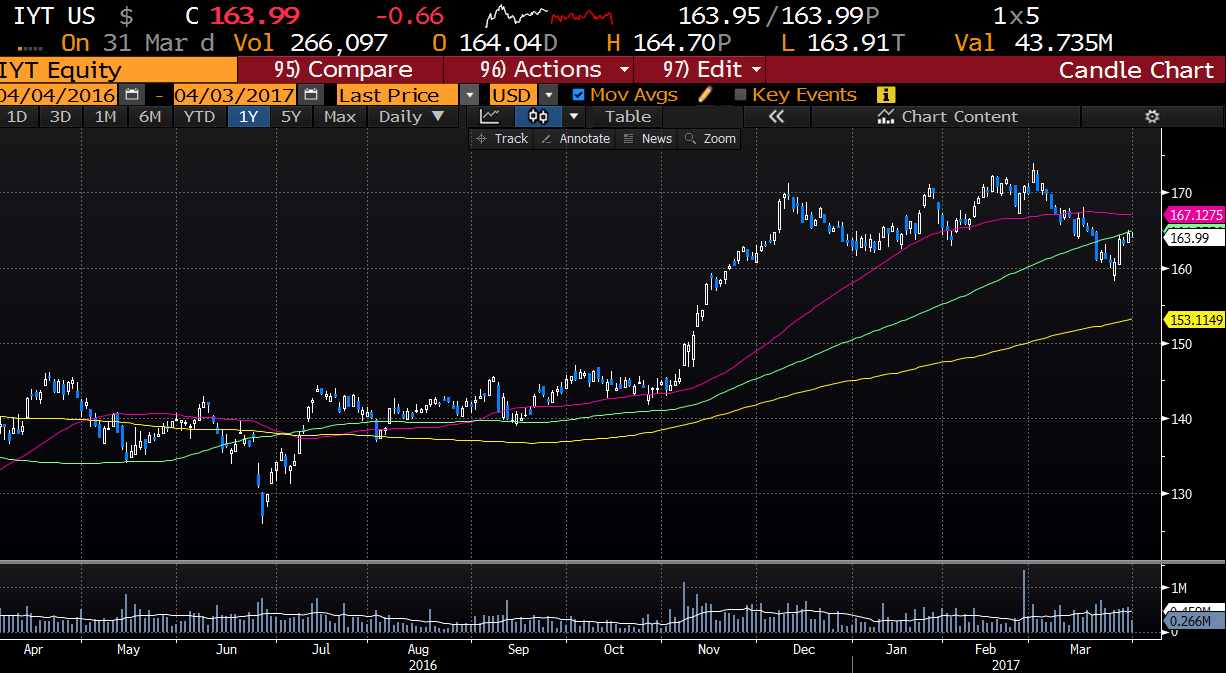 IYT US $ C 163.99 -0.66 163.95/163.99P 1x5
On 31 Mar d Vol 266,097 O 164.04D H 164.70P L 163.91T Val 43.735M
IYT Equity 95) Compare 96) Actions 97) Edit Candle Chart
04/04/2016 - 04/03/2017 Last Price USD Mov Avgs Key Events i
1D 3D 1M 6M YTD 1Y 5Y Max Daily Table Chart Content
Track Annotate News Zoom
170
167.1275
163.99
160
153.1149
150
140
130
1M
0.266M
0
Apr May Jun Jul Aug Sep Oct Nov Dec Jan Feb Mar
2016 2017